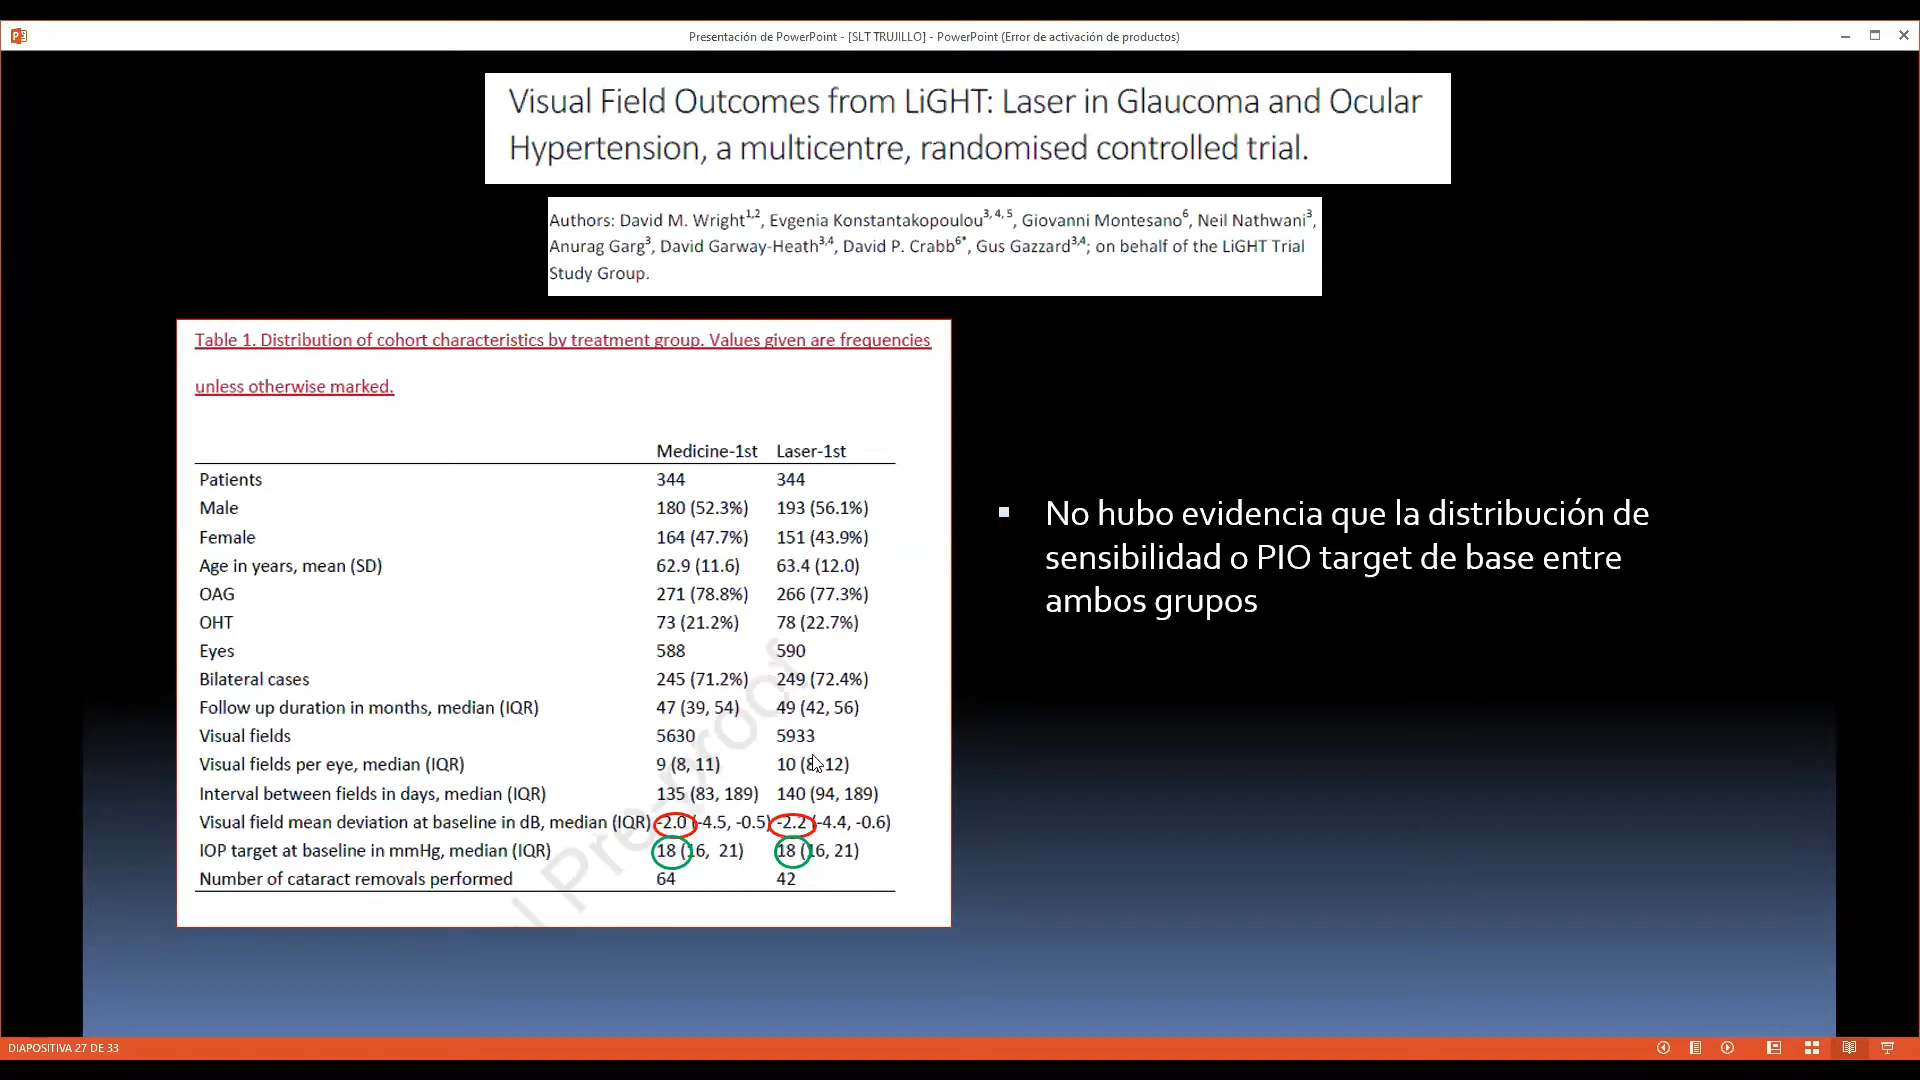 Presentación de PowerPoint - [SLT TRUJILLO] - PowerPoint (Error de activación de productos)
Visual Field Outcomes from LiGHT: Laser in Glaucoma and Ocular
Hypertension, a multicentre, randomised controlled trial.
Authors: David M. Wright1,2, Evgenia Konstantakopoulou3, 4, 5, Giovanni Montesano6, Neil Nathwani3,
Anurag Garg3, David Garway-Heath3,4, David P. Crabb6*, Gus Gazzard3,4; on behalf of the LiGHT Trial
Study Group.
Table 1. Distribution of cohort characteristics by treatment group. Values given are frequencies
unless otherwise marked.
Medicine-1st Laser-1st
Patients 344 344
Male 180 (52.3%) 193 (56.1%)
Female 164 (47.7%) 151 (43.9%)
Age in years, mean (SD) 62.9 (11.6) 63.4 (12.0)
OAG 271 (78.8%) 266 (77.3%)
OHT 73 (21.2%) 78 (22.7%)
Eyes 588 590
Bilateral cases 245 (71.2%) 249 (72.4%)
Follow up duration in months, median (IQR) 47 (39, 54) 49 (42, 56)
Visual fields 5630 5933
Visual fields per eye, median (IQR) 9 (8, 11) 10 (8, 12)
Interval between fields in days, median (IQR) 135 (83, 189) 140 (94, 189)
Visual field mean deviation at baseline in dB, median (IQR) -2.0 (-4.5, -0.5) -2.2 (-4.4, -0.6)
IOP target at baseline in mmHg, median (IQR) 18 (16, 21) 18 (16, 21)
Number of cataract removals performed 64 42
l Pre-proof
No hubo evidencia que la distribución de
sensibilidad o PIO target de base entre
ambos grupos
DIAPOSITIVA 27 DE 33